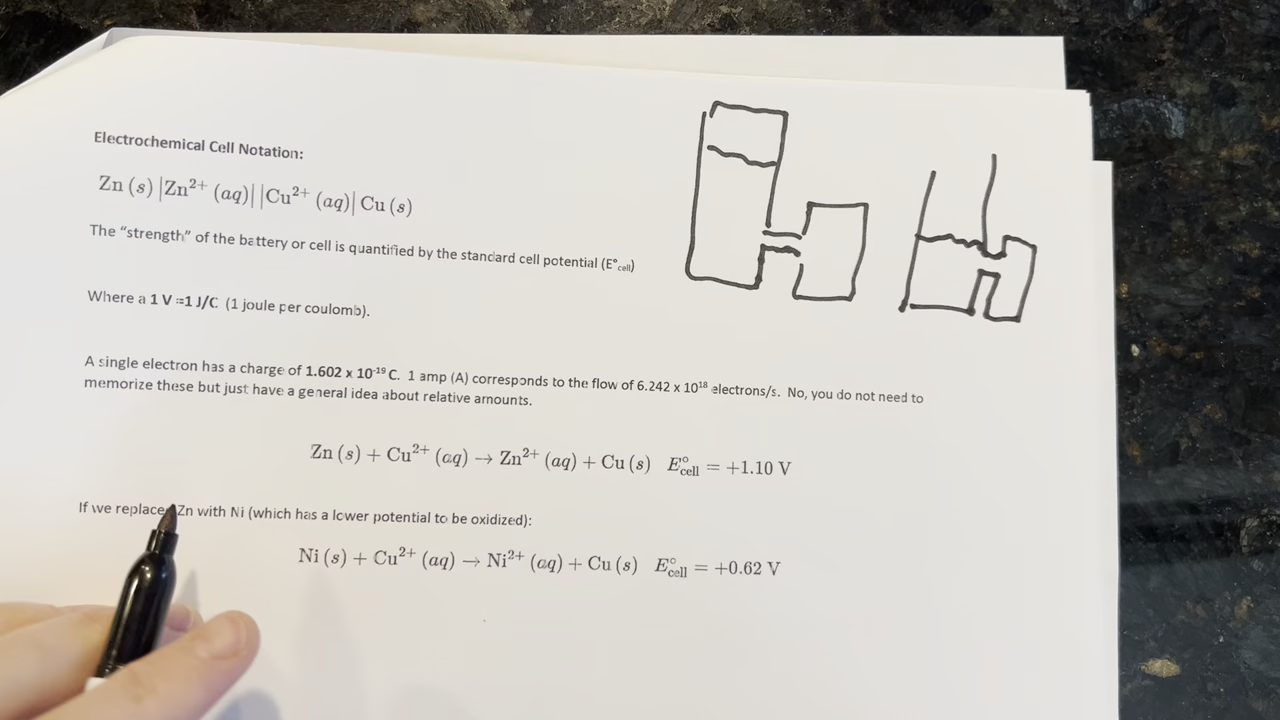 Electrochemical Cell Notation:
Zn (s) |Zn²⁺ (aq)| |Cu²⁺ (aq)| Cu (s)
The “strength” of the battery or cell is quantified by the standard cell potential (E°cell)
Where a 1 V =1 J/C (1 joule per coulomb).
A single electron has a charge of 1.602 x 10⁻¹⁹ C. 1 amp (A) corresponds to the flow of 6.242 x 10¹⁸ electrons/s. No, you do not need to
memorize these but just have a general idea about relative amounts.
Zn (s) + Cu²⁺ (aq) → Zn²⁺ (aq) + Cu (s) E°cell = +1.10 V
If we replace Zn with Ni (which has a lower potential to be oxidized):
Ni (s) + Cu²⁺ (aq) → Ni²⁺ (aq) + Cu (s) E°cell = +0.62 V